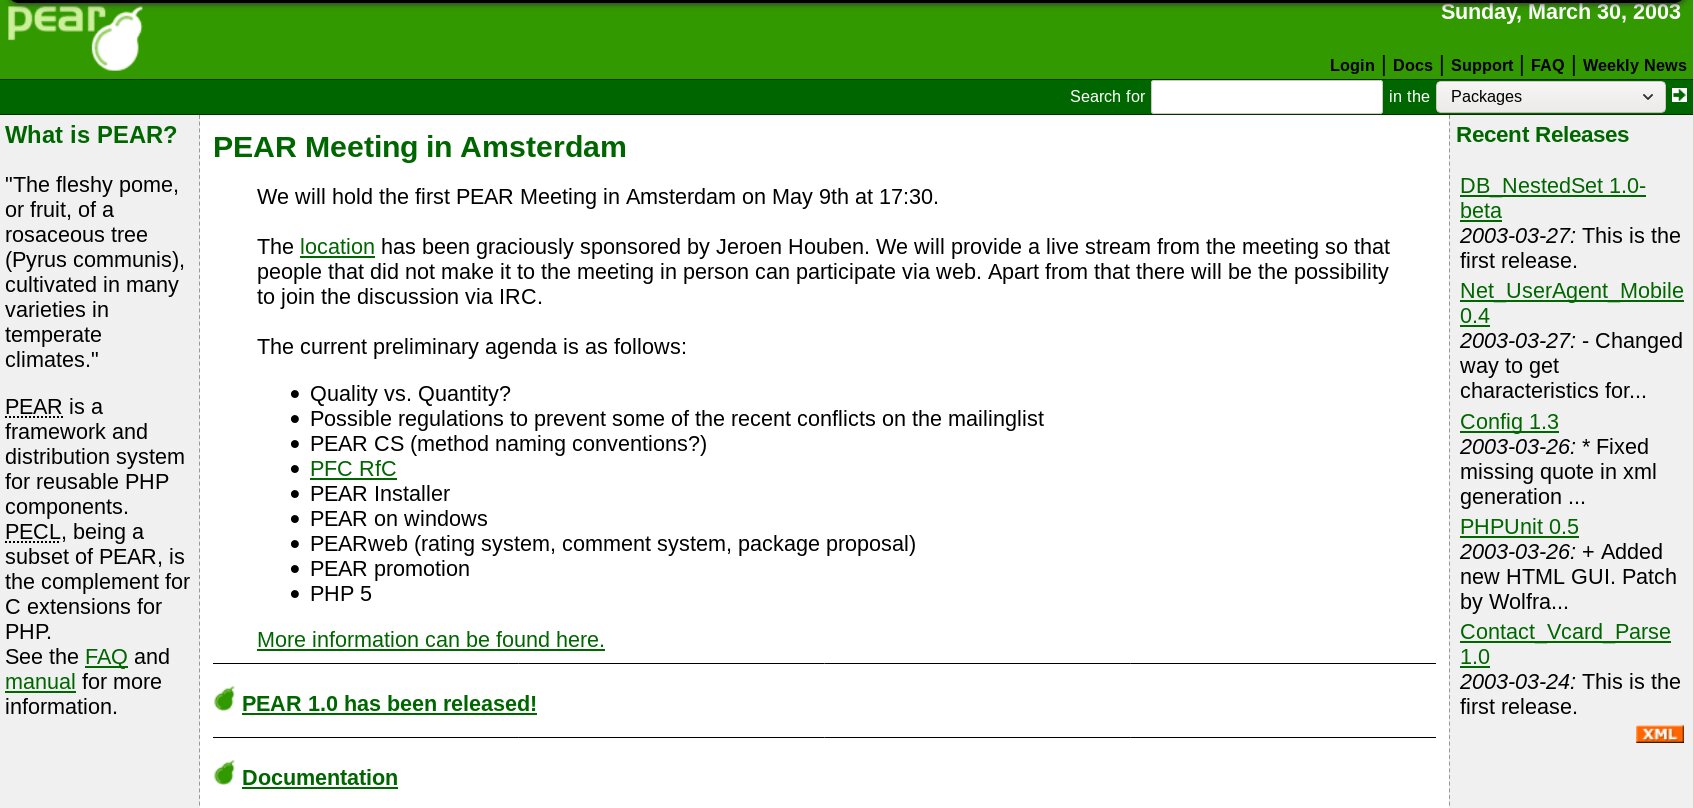 pear
Sunday, March 30, 2003
Login | Docs | Support | FAQ | Weekly News
Search for in the Packages
What is PEAR?
"The fleshy pome,
or fruit, of a
rosaceous tree
(Pyrus communis),
cultivated in many
varieties in
temperate
climates."
PEAR is a
framework and
distribution system
for reusable PHP
components.
PECL, being a
subset of PEAR, is
the complement for
C extensions for
PHP.
See the FAQ and
manual for more
information.
PEAR Meeting in Amsterdam
We will hold the first PEAR Meeting in Amsterdam on May 9th at 17:30.
The location has been graciously sponsored by Jeroen Houben. We will provide a live stream from the meeting so that
people that did not make it to the meeting in person can participate via web. Apart from that there will be the possibility
to join the discussion via IRC.
The current preliminary agenda is as follows:
• Quality vs. Quantity?
• Possible regulations to prevent some of the recent conflicts on the mailinglist
• PEAR CS (method naming conventions?)
• PFC RfC
• PEAR Installer
• PEAR on windows
• PEARweb (rating system, comment system, package proposal)
• PEAR promotion
• PHP 5
More information can be found here.
PEAR 1.0 has been released!
Documentation
Recent Releases
DB_NestedSet 1.0-
beta
2003-03-27: This is the
first release.
Net_UserAgent_Mobile
0.4
2003-03-27: - Changed
way to get
characteristics for...
Config 1.3
2003-03-26: * Fixed
missing quote in xml
generation ...
PHPUnit 0.5
2003-03-26: + Added
new HTML GUI. Patch
by Wolfra...
Contact_Vcard_Parse
1.0
2003-03-24: This is the
first release.
XML